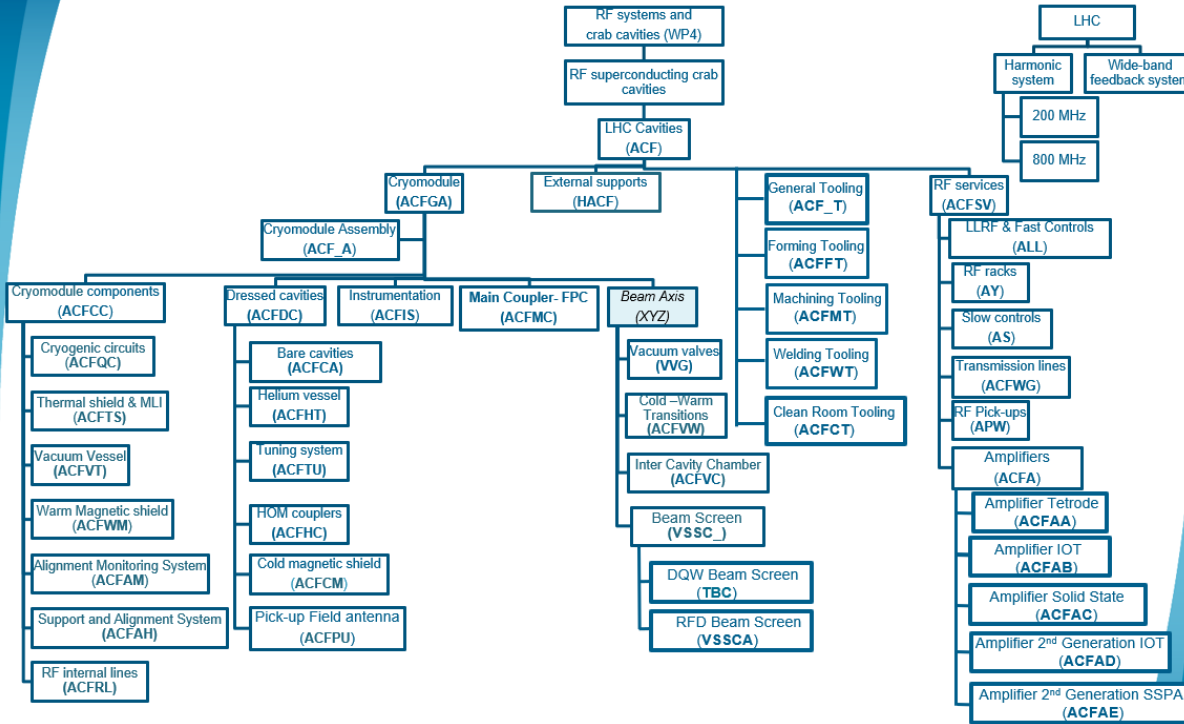 RF systems and
crab cavities (WP4)
RF superconducting crab
cavities
LHC Cavities
(ACF)
LHC
Harmonic
system
Wide-band
feedback system
200 MHz
800 MHz
Cryomodule
(ACFGA)
External supports
(HACF)
General Tooling
(ACF_T)
RF services
(ACFSV)
Cryomodule Assembly
(ACF_A)
Forming Tooling
(ACFFT)
Machining Tooling
(ACFMT)
Welding Tooling
(ACFWT)
Clean Room Tooling
(ACFCT)
Cryomodule components
(ACFCC)
Dressed cavities
(ACFDC)
Instrumentation
(ACFIS)
Main Coupler- FPC
(ACFMC)
Beam Axis
(XYZ)
Cryogenic circuits
(ACFQC)
Thermal shield & MLI
(ACFTS)
Vacuum Vessel
(ACFVT)
Warm Magnetic shield
(ACFWM)
Alignment Monitoring System
(ACFAM)
Support and Alignment System
(ACFAH)
RF internal lines
(ACFRL)
Bare cavities
(ACFCA)
Helium vessel
(ACFHT)
Tuning system
(ACFTU)
HOM couplers
(ACFHC)
Cold magnetic shield
(ACFCM)
Pick-up Field antenna
(ACFPU)
Vacuum valves
(VVG)
Cold –Warm
Transitions
(ACFVW)
Inter Cavity Chamber
(ACFVC)
Beam Screen
(VSSC_)
DQW Beam Screen
(TBC)
RFD Beam Screen
(VSSCA)
LLRF & Fast Controls
(ALL)
RF racks
(AY)
Slow controls
(AS)
Transmission lines
(ACFWG)
RF Pick-ups
(APW)
Amplifiers
(ACFA)
Amplifier Tetrode
(ACFAA)
Amplifier IOT
(ACFAB)
Amplifier Solid State
(ACFAC)
Amplifier 2nd Generation IOT
(ACFAD)
Amplifier 2nd Generation SSPA
(ACFAE)